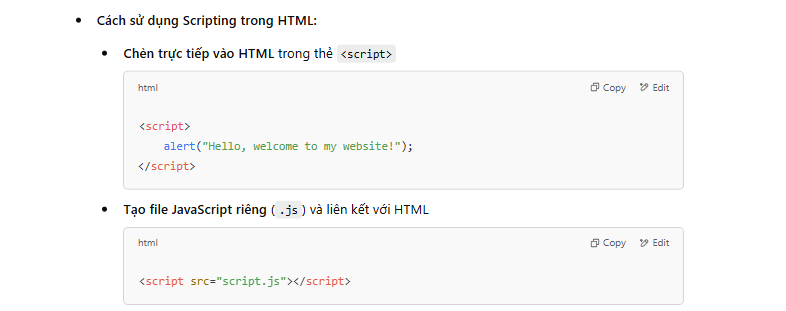 Cách sử dụng Scripting trong HTML:
Chèn trực tiếp vào HTML trong thẻ <script>
html Copy Edit
<script>
alert("Hello, welcome to my website!");
</script>
Tạo file JavaScript riêng (.js) và liên kết với HTML
html Copy Edit
<script src="script.js"></script>